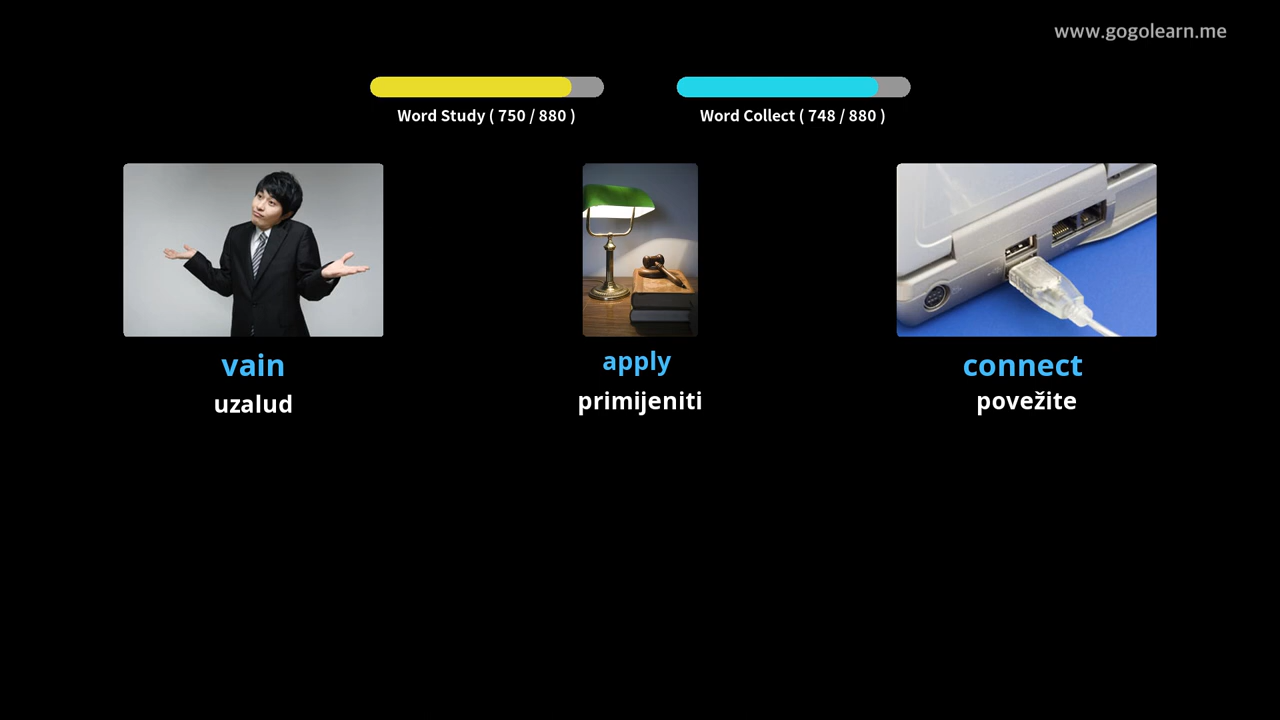 www.gogolearn.me
Word Study ( 750 / 880 )
Word Collect ( 748 / 880 )
vain
uzalud
apply
primijeniti
connect
povežite